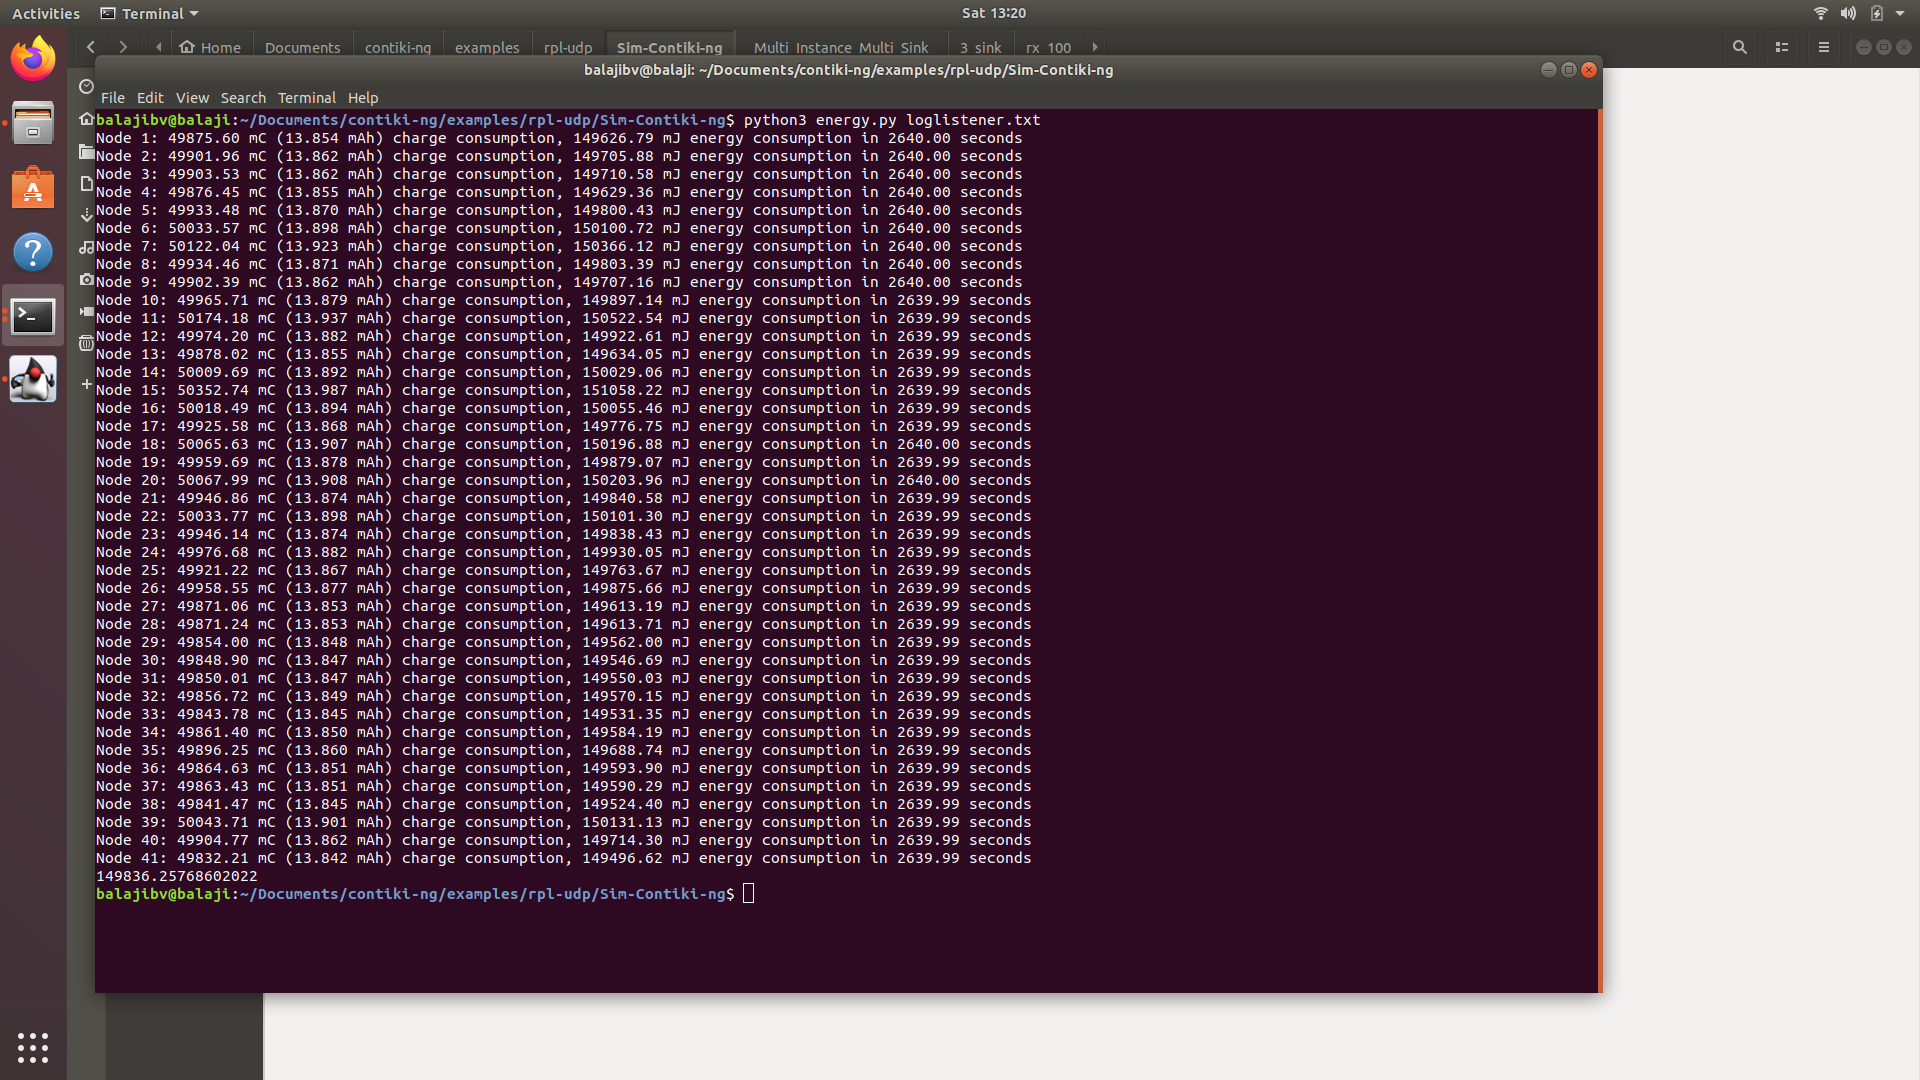 Activities Terminal Sat 13:20
Home Documents contiki-ng examples rpl-udp Sim-Contiki-ng Multi Instance Multi Sink 3 sink rx 100
balajibv@balaji: ~/Documents/contiki-ng/examples/rpl-udp/Sim-Contiki-ng
File Edit View Search Terminal Help
balajibv@balaji:~/Documents/contiki-ng/examples/rpl-udp/Sim-Contiki-ng$ python3 energy.py loglistener.txt
Node 1: 49875.60 mC (13.854 mAh) charge consumption, 149626.79 mJ energy consumption in 2640.00 seconds
Node 2: 49901.96 mC (13.862 mAh) charge consumption, 149705.88 mJ energy consumption in 2640.00 seconds
Node 3: 49903.53 mC (13.862 mAh) charge consumption, 149710.58 mJ energy consumption in 2640.00 seconds
Node 4: 49876.45 mC (13.855 mAh) charge consumption, 149629.36 mJ energy consumption in 2640.00 seconds
Node 5: 49933.48 mC (13.870 mAh) charge consumption, 149800.43 mJ energy consumption in 2640.00 seconds
Node 6: 50033.57 mC (13.898 mAh) charge consumption, 150100.72 mJ energy consumption in 2640.00 seconds
Node 7: 50122.04 mC (13.923 mAh) charge consumption, 150366.12 mJ energy consumption in 2640.00 seconds
Node 8: 49934.46 mC (13.871 mAh) charge consumption, 149803.39 mJ energy consumption in 2640.00 seconds
Node 9: 49902.39 mC (13.862 mAh) charge consumption, 149707.16 mJ energy consumption in 2640.00 seconds
Node 10: 49965.71 mC (13.879 mAh) charge consumption, 149897.14 mJ energy consumption in 2639.99 seconds
Node 11: 50174.18 mC (13.937 mAh) charge consumption, 150522.54 mJ energy consumption in 2639.99 seconds
Node 12: 49974.20 mC (13.882 mAh) charge consumption, 149922.61 mJ energy consumption in 2639.99 seconds
Node 13: 49878.02 mC (13.855 mAh) charge consumption, 149634.05 mJ energy consumption in 2639.99 seconds
Node 14: 50009.69 mC (13.892 mAh) charge consumption, 150029.06 mJ energy consumption in 2639.99 seconds
Node 15: 50352.74 mC (13.987 mAh) charge consumption, 151058.22 mJ energy consumption in 2639.99 seconds
Node 16: 50018.49 mC (13.894 mAh) charge consumption, 150055.46 mJ energy consumption in 2639.99 seconds
Node 17: 49925.58 mC (13.868 mAh) charge consumption, 149776.75 mJ energy consumption in 2639.99 seconds
Node 18: 50065.63 mC (13.907 mAh) charge consumption, 150196.88 mJ energy consumption in 2640.00 seconds
Node 19: 49959.69 mC (13.878 mAh) charge consumption, 149879.07 mJ energy consumption in 2639.99 seconds
Node 20: 50067.99 mC (13.908 mAh) charge consumption, 150203.96 mJ energy consumption in 2640.00 seconds
Node 21: 49946.86 mC (13.874 mAh) charge consumption, 149840.58 mJ energy consumption in 2639.99 seconds
Node 22: 50033.77 mC (13.898 mAh) charge consumption, 150101.30 mJ energy consumption in 2639.99 seconds
Node 23: 49946.14 mC (13.874 mAh) charge consumption, 149838.43 mJ energy consumption in 2639.99 seconds
Node 24: 49976.68 mC (13.882 mAh) charge consumption, 149930.05 mJ energy consumption in 2639.99 seconds
Node 25: 49921.22 mC (13.867 mAh) charge consumption, 149763.67 mJ energy consumption in 2639.99 seconds
Node 26: 49958.55 mC (13.877 mAh) charge consumption, 149875.66 mJ energy consumption in 2639.99 seconds
Node 27: 49871.06 mC (13.853 mAh) charge consumption, 149613.19 mJ energy consumption in 2639.99 seconds
Node 28: 49871.24 mC (13.853 mAh) charge consumption, 149613.71 mJ energy consumption in 2639.99 seconds
Node 29: 49854.00 mC (13.848 mAh) charge consumption, 149562.00 mJ energy consumption in 2639.99 seconds
Node 30: 49848.90 mC (13.847 mAh) charge consumption, 149546.69 mJ energy consumption in 2639.99 seconds
Node 31: 49850.01 mC (13.847 mAh) charge consumption, 149550.03 mJ energy consumption in 2639.99 seconds
Node 32: 49856.72 mC (13.849 mAh) charge consumption, 149570.15 mJ energy consumption in 2639.99 seconds
Node 33: 49843.78 mC (13.845 mAh) charge consumption, 149531.35 mJ energy consumption in 2639.99 seconds
Node 34: 49861.40 mC (13.850 mAh) charge consumption, 149584.19 mJ energy consumption in 2639.99 seconds
Node 35: 49896.25 mC (13.860 mAh) charge consumption, 149688.74 mJ energy consumption in 2639.99 seconds
Node 36: 49864.63 mC (13.851 mAh) charge consumption, 149593.90 mJ energy consumption in 2639.99 seconds
Node 37: 49863.43 mC (13.851 mAh) charge consumption, 149590.29 mJ energy consumption in 2639.99 seconds
Node 38: 49841.47 mC (13.845 mAh) charge consumption, 149524.40 mJ energy consumption in 2639.99 seconds
Node 39: 50043.71 mC (13.901 mAh) charge consumption, 150131.13 mJ energy consumption in 2639.99 seconds
Node 40: 49904.77 mC (13.862 mAh) charge consumption, 149714.30 mJ energy consumption in 2639.99 seconds
Node 41: 49832.21 mC (13.842 mAh) charge consumption, 149496.62 mJ energy consumption in 2639.99 seconds
149836.25768602022
balajibv@balaji:~/Documents/contiki-ng/examples/rpl-udp/Sim-Contiki-ng$